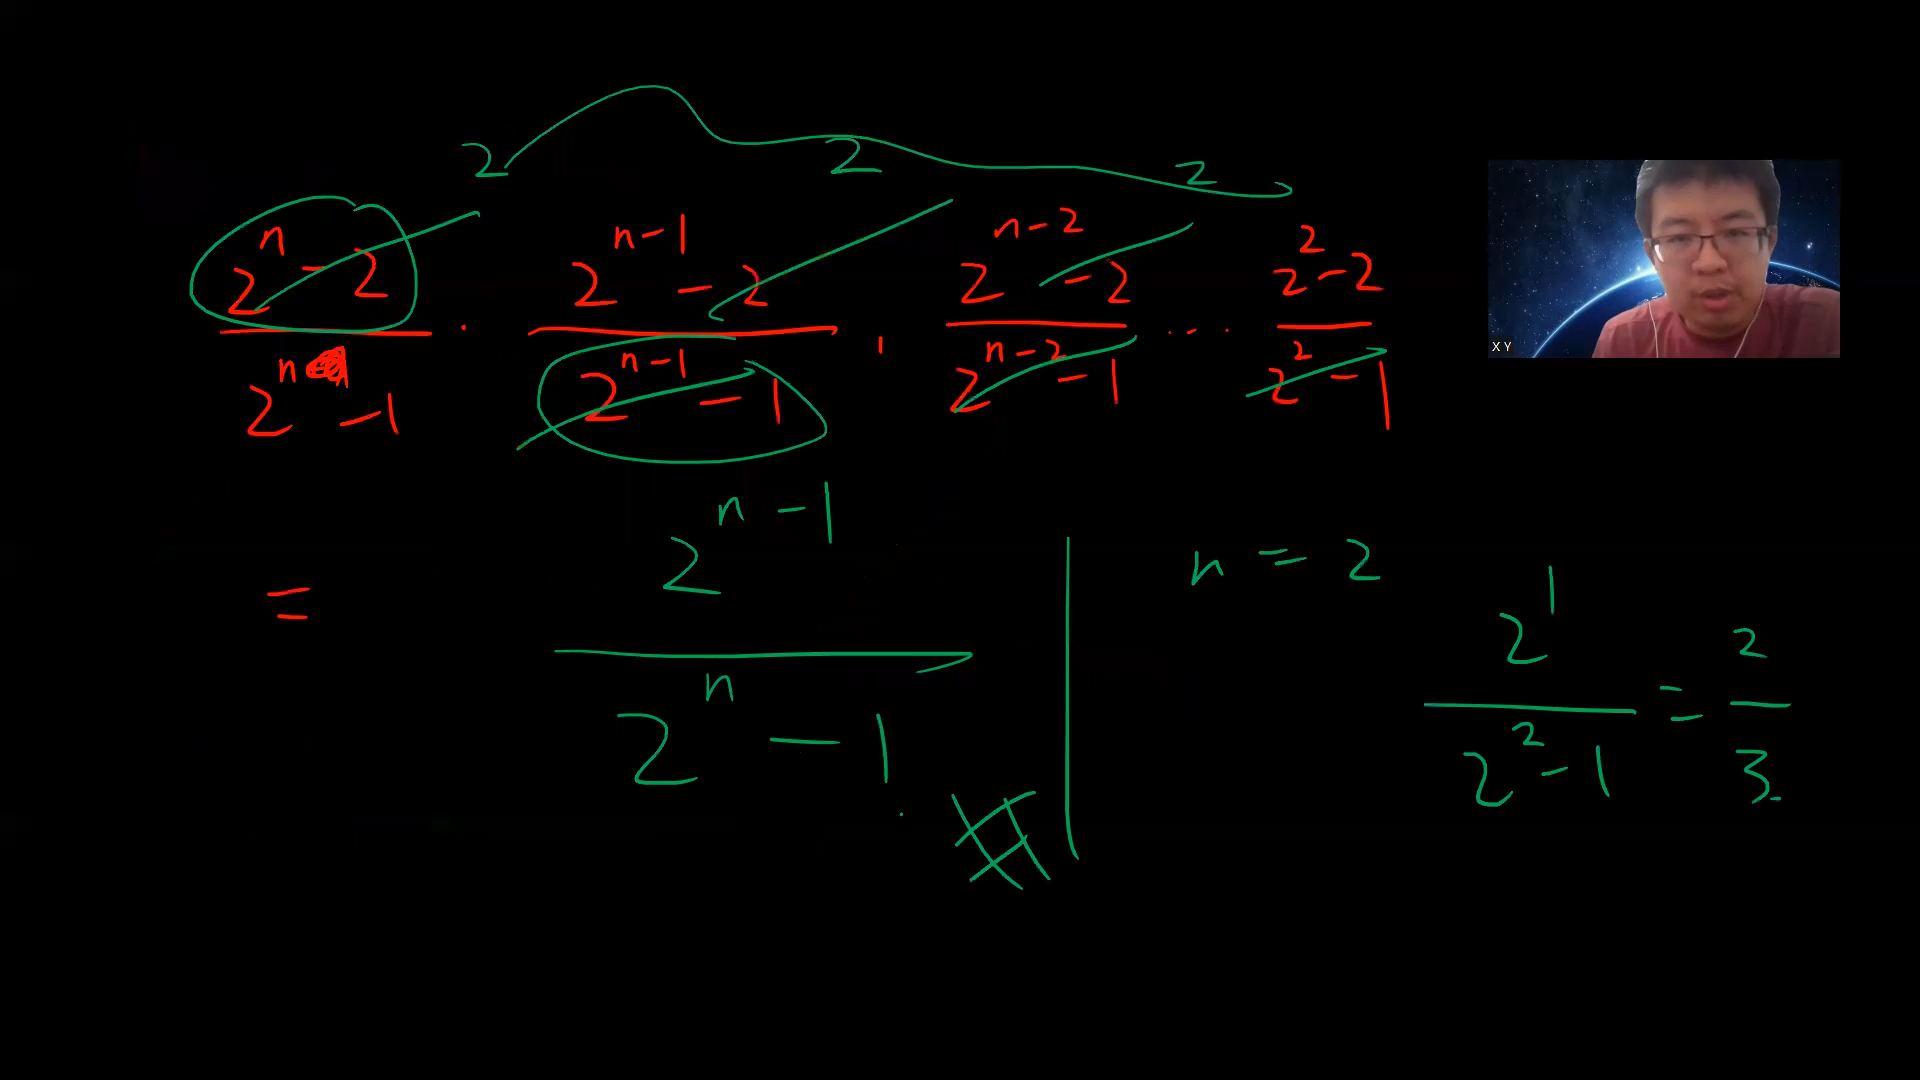 2 2 2
2^n - 2 / 2^n - 1 · 2^{n-1} - 2 / 2^{n-1} - 1 · 2^{n-2} - 2 / 2^{n-2} - 1 ... 2^2 - 2 / 2^2 - 1
X Y
= 2^{n-1} / 2^n - 1 #
n = 2
2^1 / 2^2 - 1 = 2 / 3